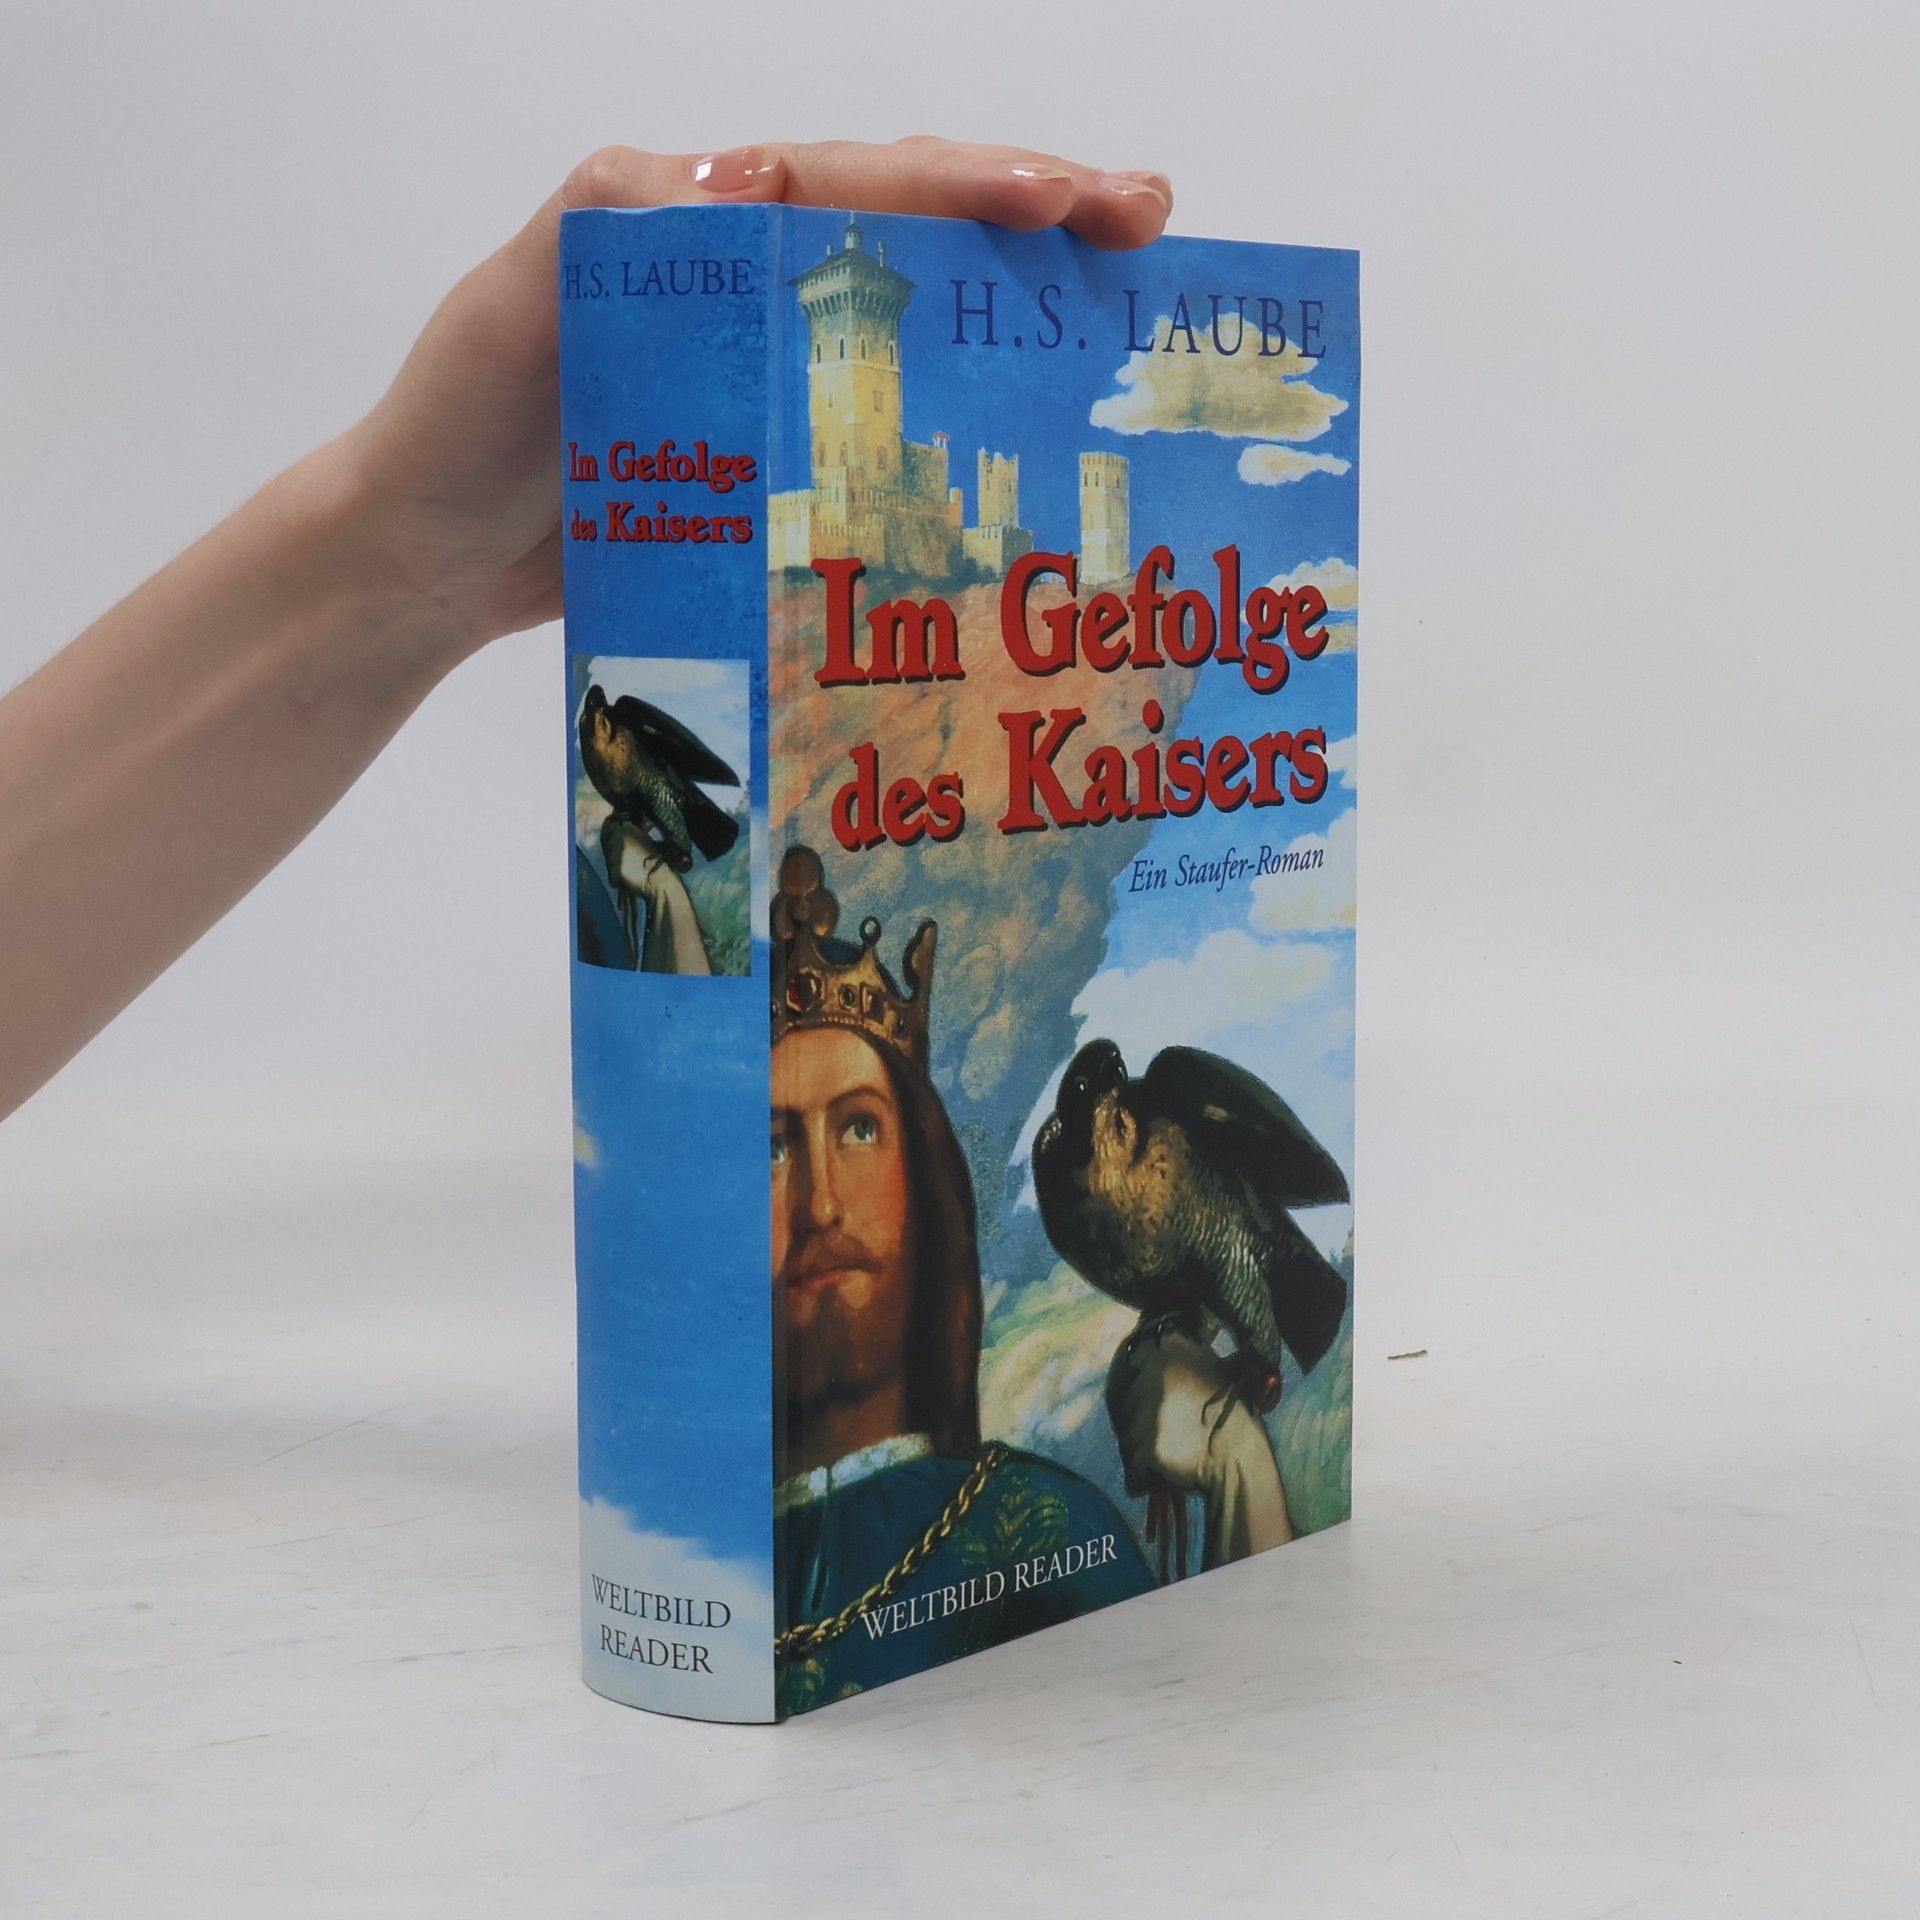 H.S. LAUBE
Im Gefolge
des Kaisers
WELTBILD
READER
H.S. LAUBE
Im Gefolge
des Kaisers
Ein Staufer-Roman
WELTBILD READER